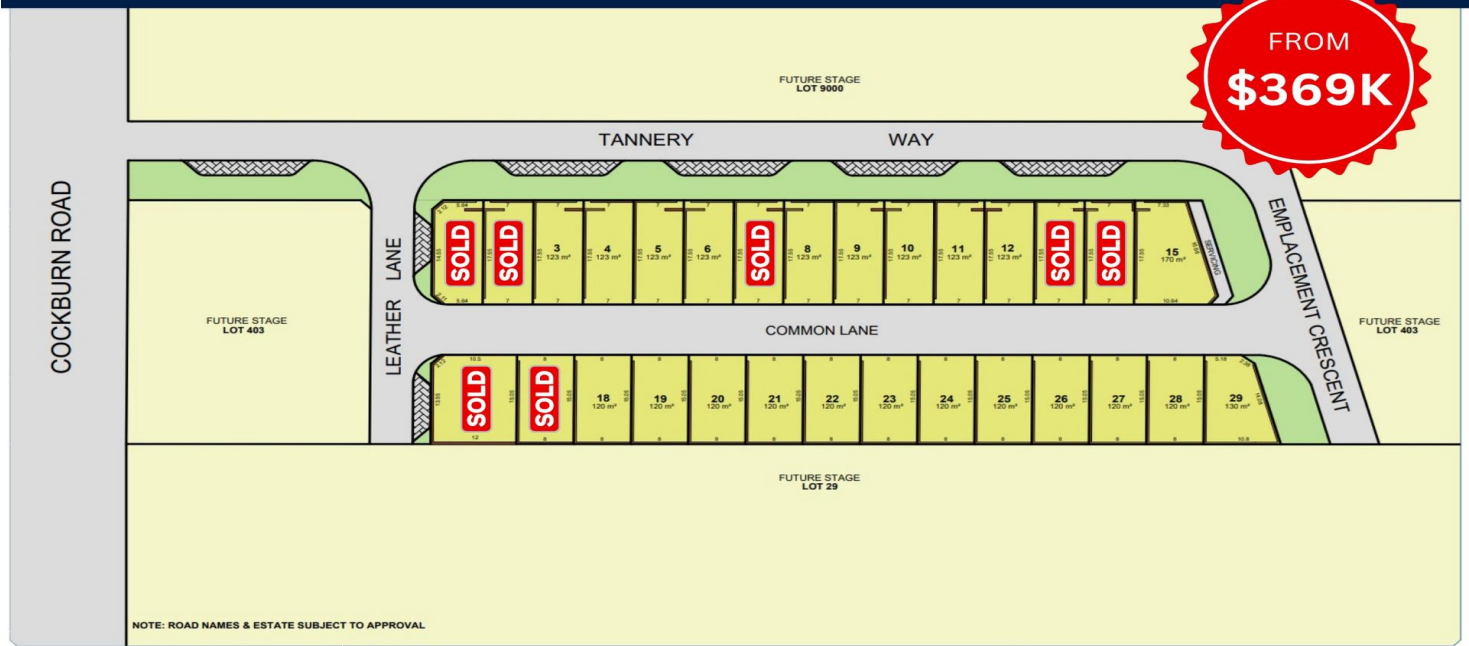 FROM
$369K
FUTURE STAGE
LOT 9000
TANNERY WAY
COCKBURN ROAD
LEATHER LANE
EMPLACEMENT CRESCENT
SOLD
SOLD
3
123 m²
4
123 m²
5
123 m²
6
123 m²
SOLD
8
123 m²
9
123 m²
10
123 m²
11
123 m²
12
123 m²
SOLD
SOLD
15
170 m²
SERVICING
FUTURE STAGE
LOT 403
COMMON LANE
FUTURE STAGE
LOT 403
SOLD
SOLD
18
120 m²
19
120 m²
20
120 m²
21
120 m²
22
120 m²
23
120 m²
24
120 m²
25
120 m²
26
120 m²
27
120 m²
28
120 m²
29
130 m²
FUTURE STAGE
LOT 29
NOTE: ROAD NAMES & ESTATE SUBJECT TO APPROVAL